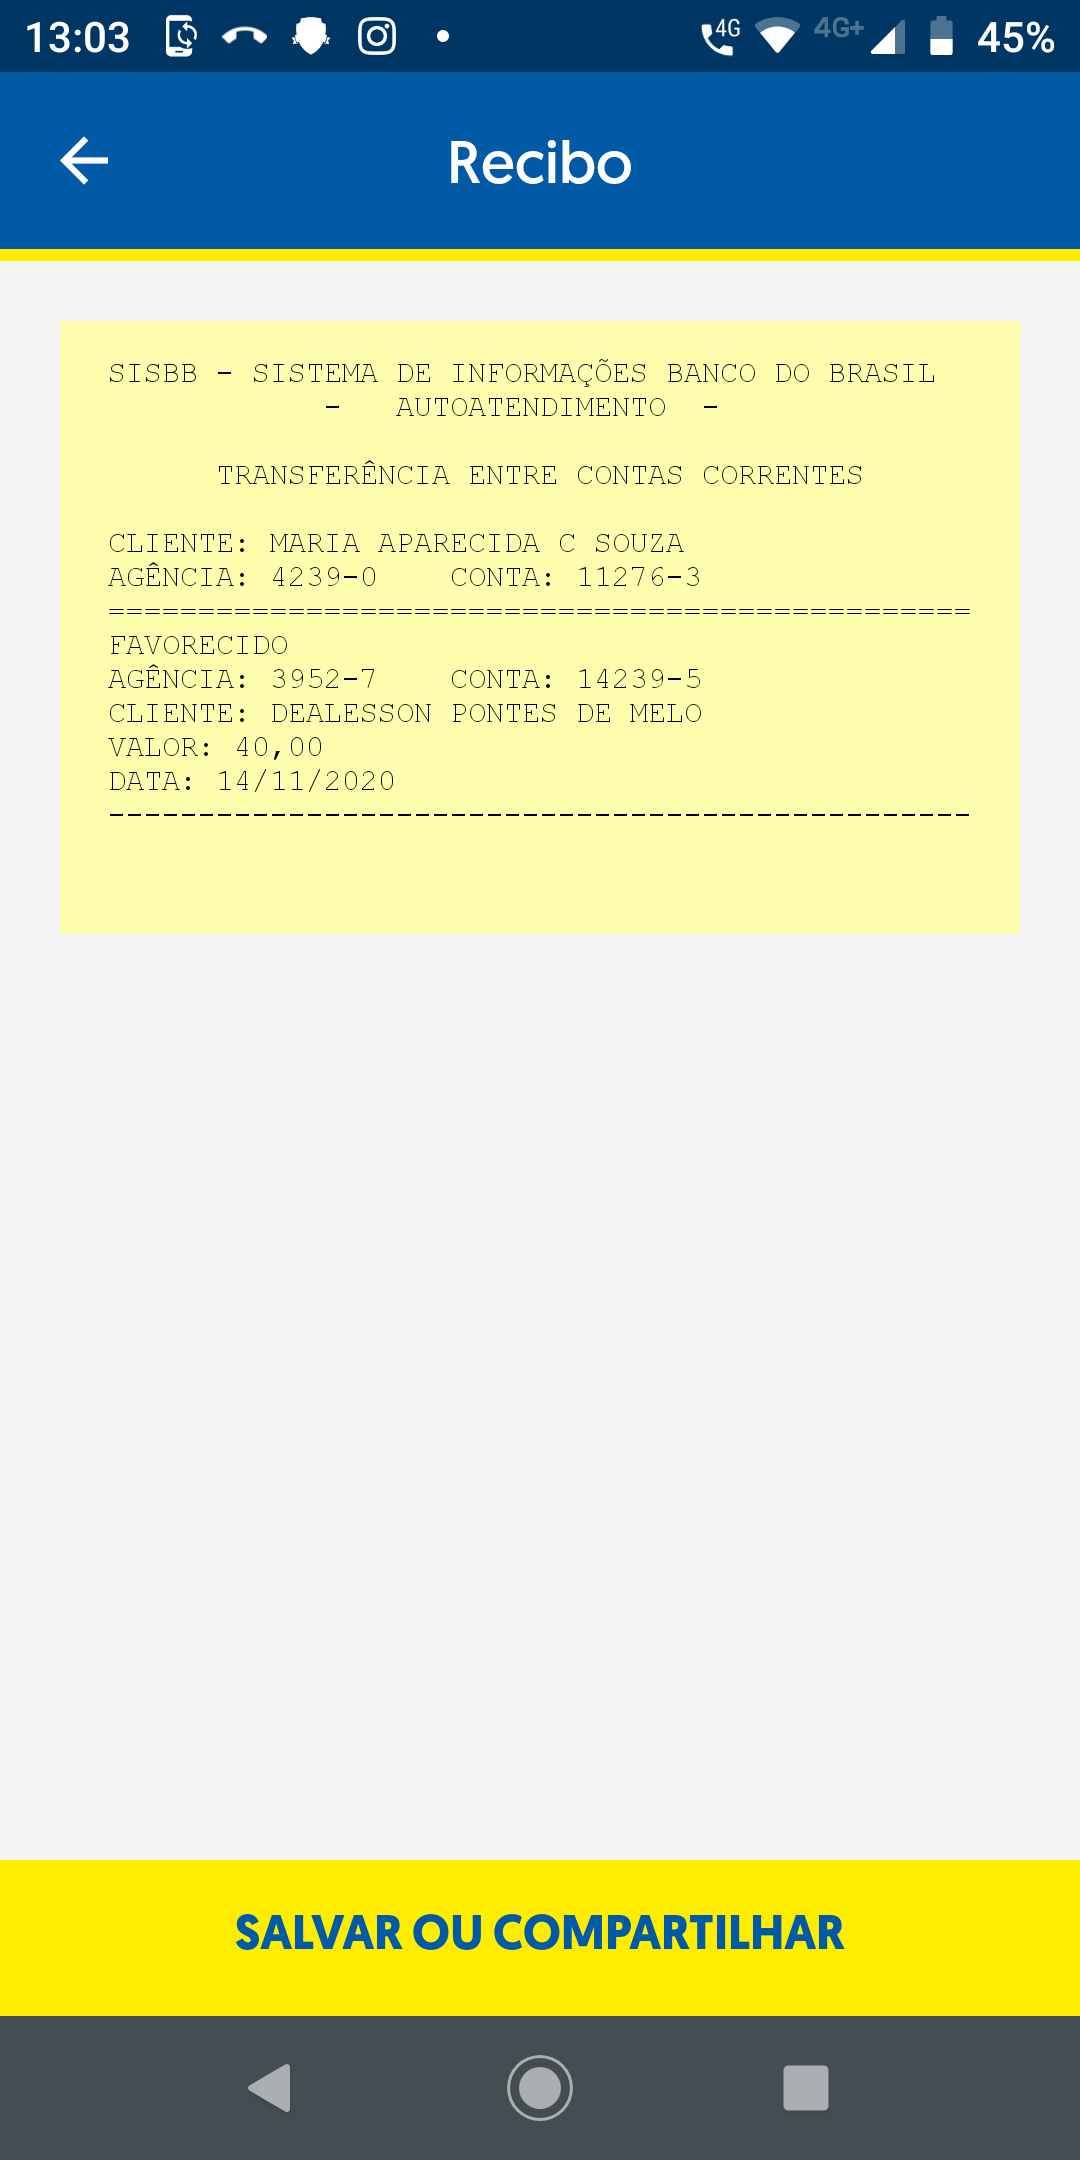 13:03 4G 4G+ 45%
Recibo
SISBB - SISTEMA DE INFORMAÇÕES BANCO DO BRASIL
- AUTOATENDIMENTO -
TRANSFERÊNCIA ENTRE CONTAS CORRENTES
CLIENTE: MARIA APARECIDA C SOUZA
AGÊNCIA: 4239-0 CONTA: 11276-3
================================================
FAVORECIDO
AGÊNCIA: 3952-7 CONTA: 14239-5
CLIENTE: DEALESSON PONTES DE MELO
VALOR: 40,00
DATA: 14/11/2020
------------------------------------------------
SALVAR OU COMPARTILHAR